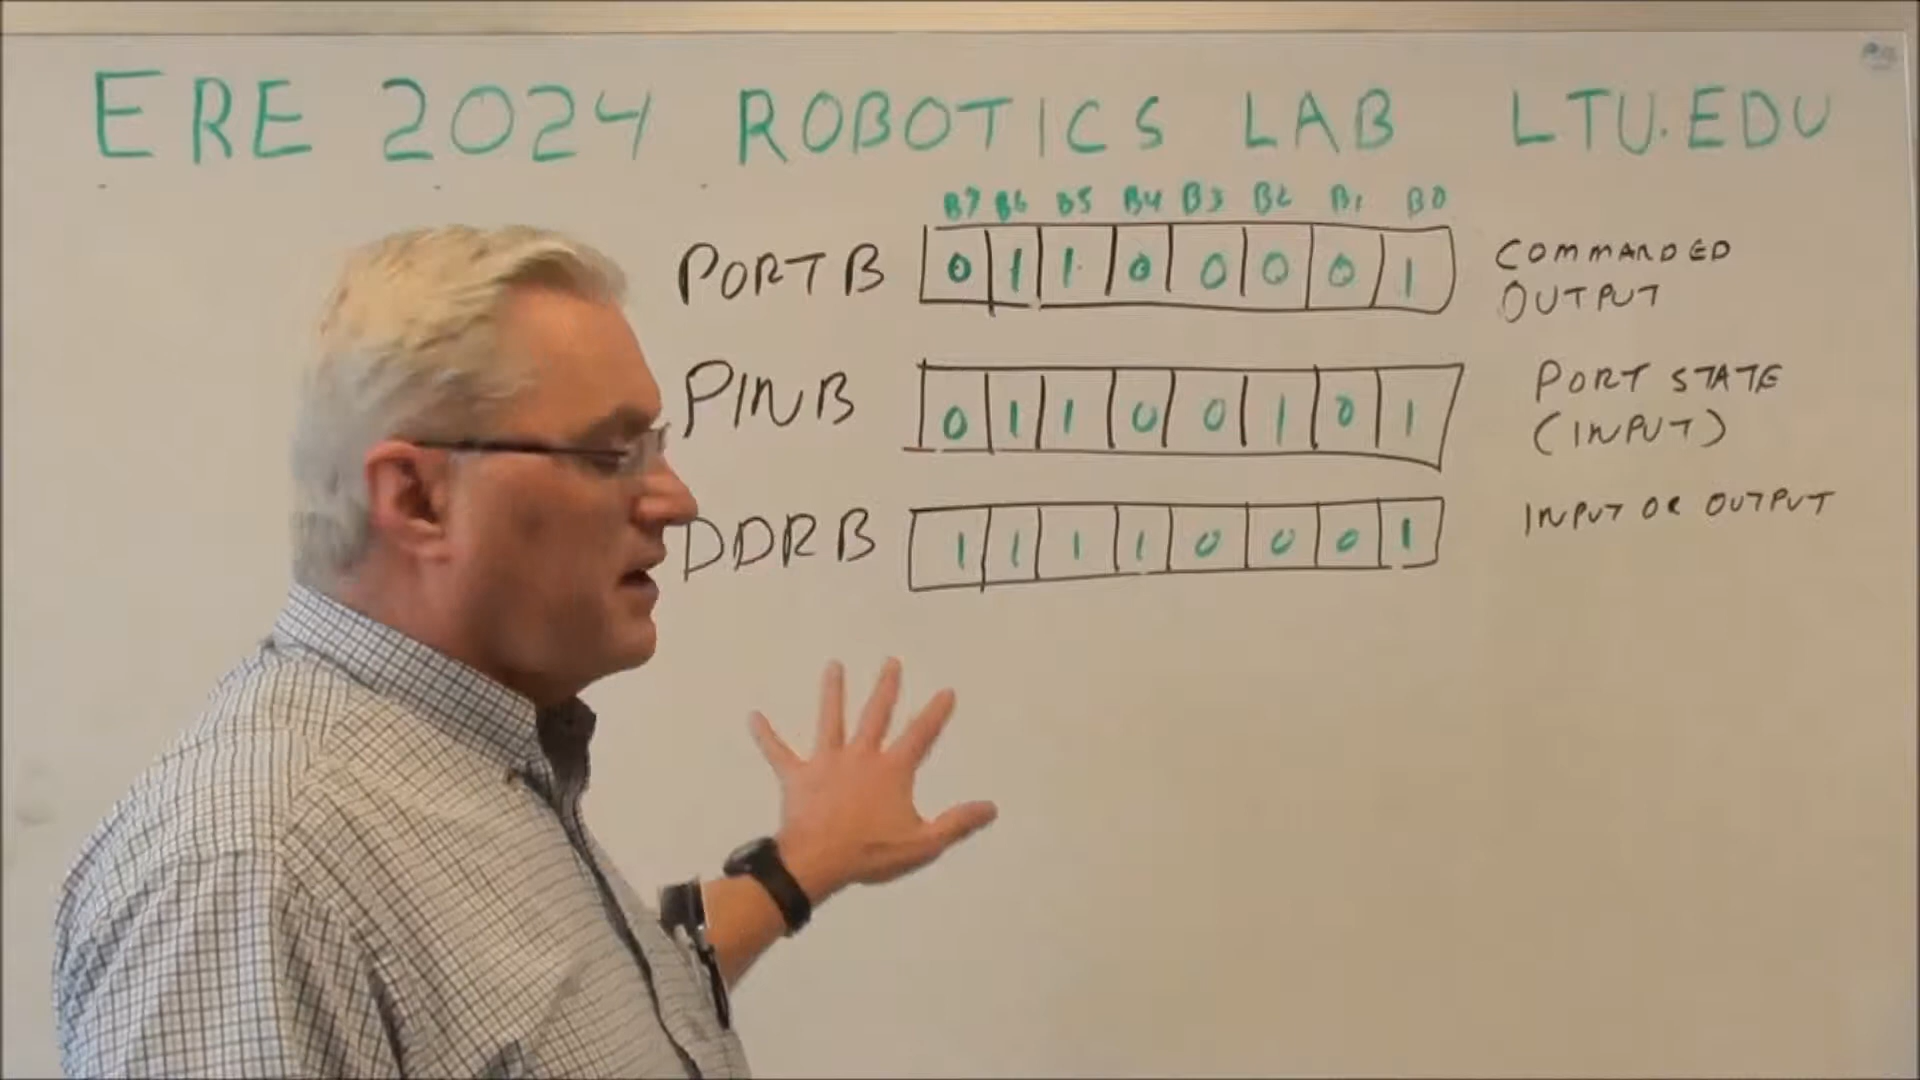 ERE 2024 ROBOTICS LAB LTU.EDU
B7 B6 B5 B4 B3 B2 B1 B0
PORTB 0 1 1 0 0 0 0 1 COMMANDED
OUTPUT
PINB 0 1 1 0 0 1 0 1 PORT STATE
(INPUT)
DDRB 1 1 1 1 0 0 0 1 INPUT OR OUTPUT